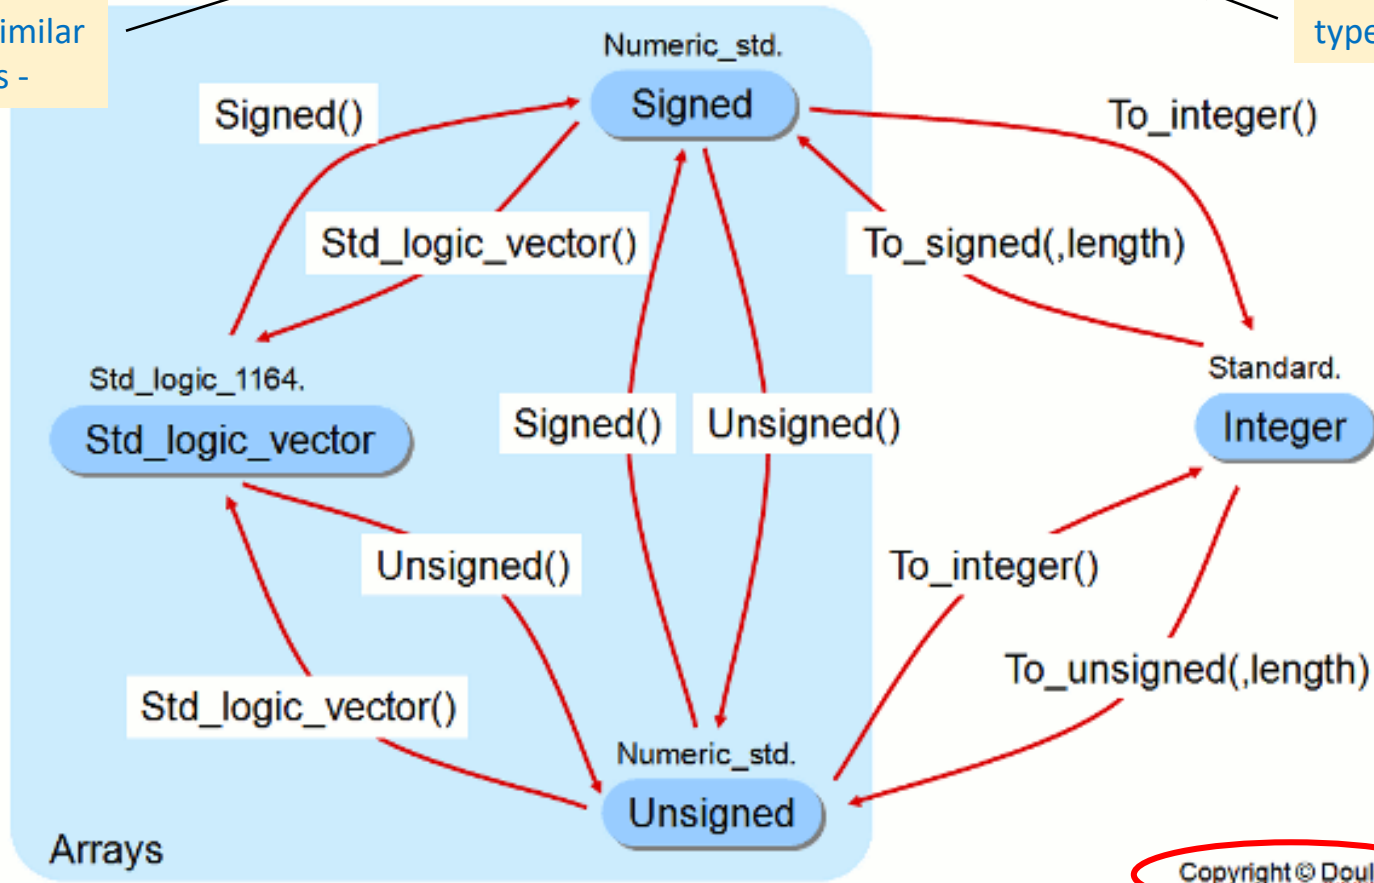 s -
type
Numeric_std.
Signed
Signed()
To_integer()
Std_logic_vector()
To_signed(,length)
Std_logic_1164.
Std_logic_vector
Standard.
Integer
Signed()
Unsigned()
Unsigned()
To_integer()
To_unsigned(,length)
Std_logic_vector()
Numeric_std.
Unsigned
Arrays
Copyright ©